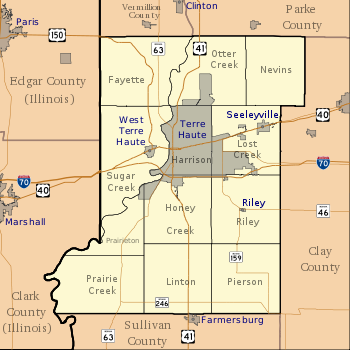 Vermillion
County
Clinton
Parke
County
Paris
150
63
41
Otter
Creek
Nevins
Fayette
Edgar County
(Illinois)
West
Terre
Haute
Terre
Haute
Seeleyville
40
Lost
Creek
Harrison
70
70
40
Sugar
Creek
Marshall
Honey
Creek
Riley
Riley
46
Prairieton
Clay
County
159
Prairie
Creek
Linton
Pierson
246
Clark
County
(Illinois)
Farmersburg
63
Sullivan
County
41